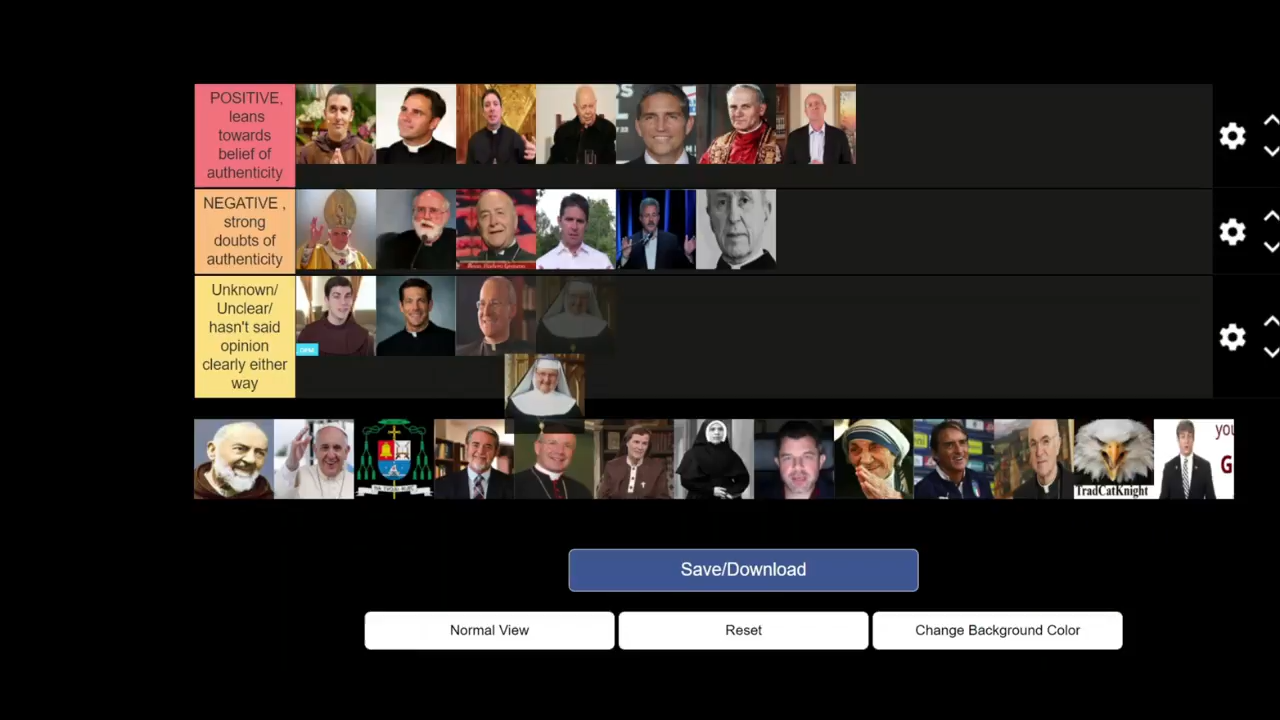 POSITIVE,
leans
towards
belief of
authenticity
NEGATIVE ,
strong
doubts of
authenticity
Unknown/
Unclear/
hasn't said
opinion
clearly either
way
TradCatKnight
you
G
Save/Download
Normal View
Reset
Change Background Color